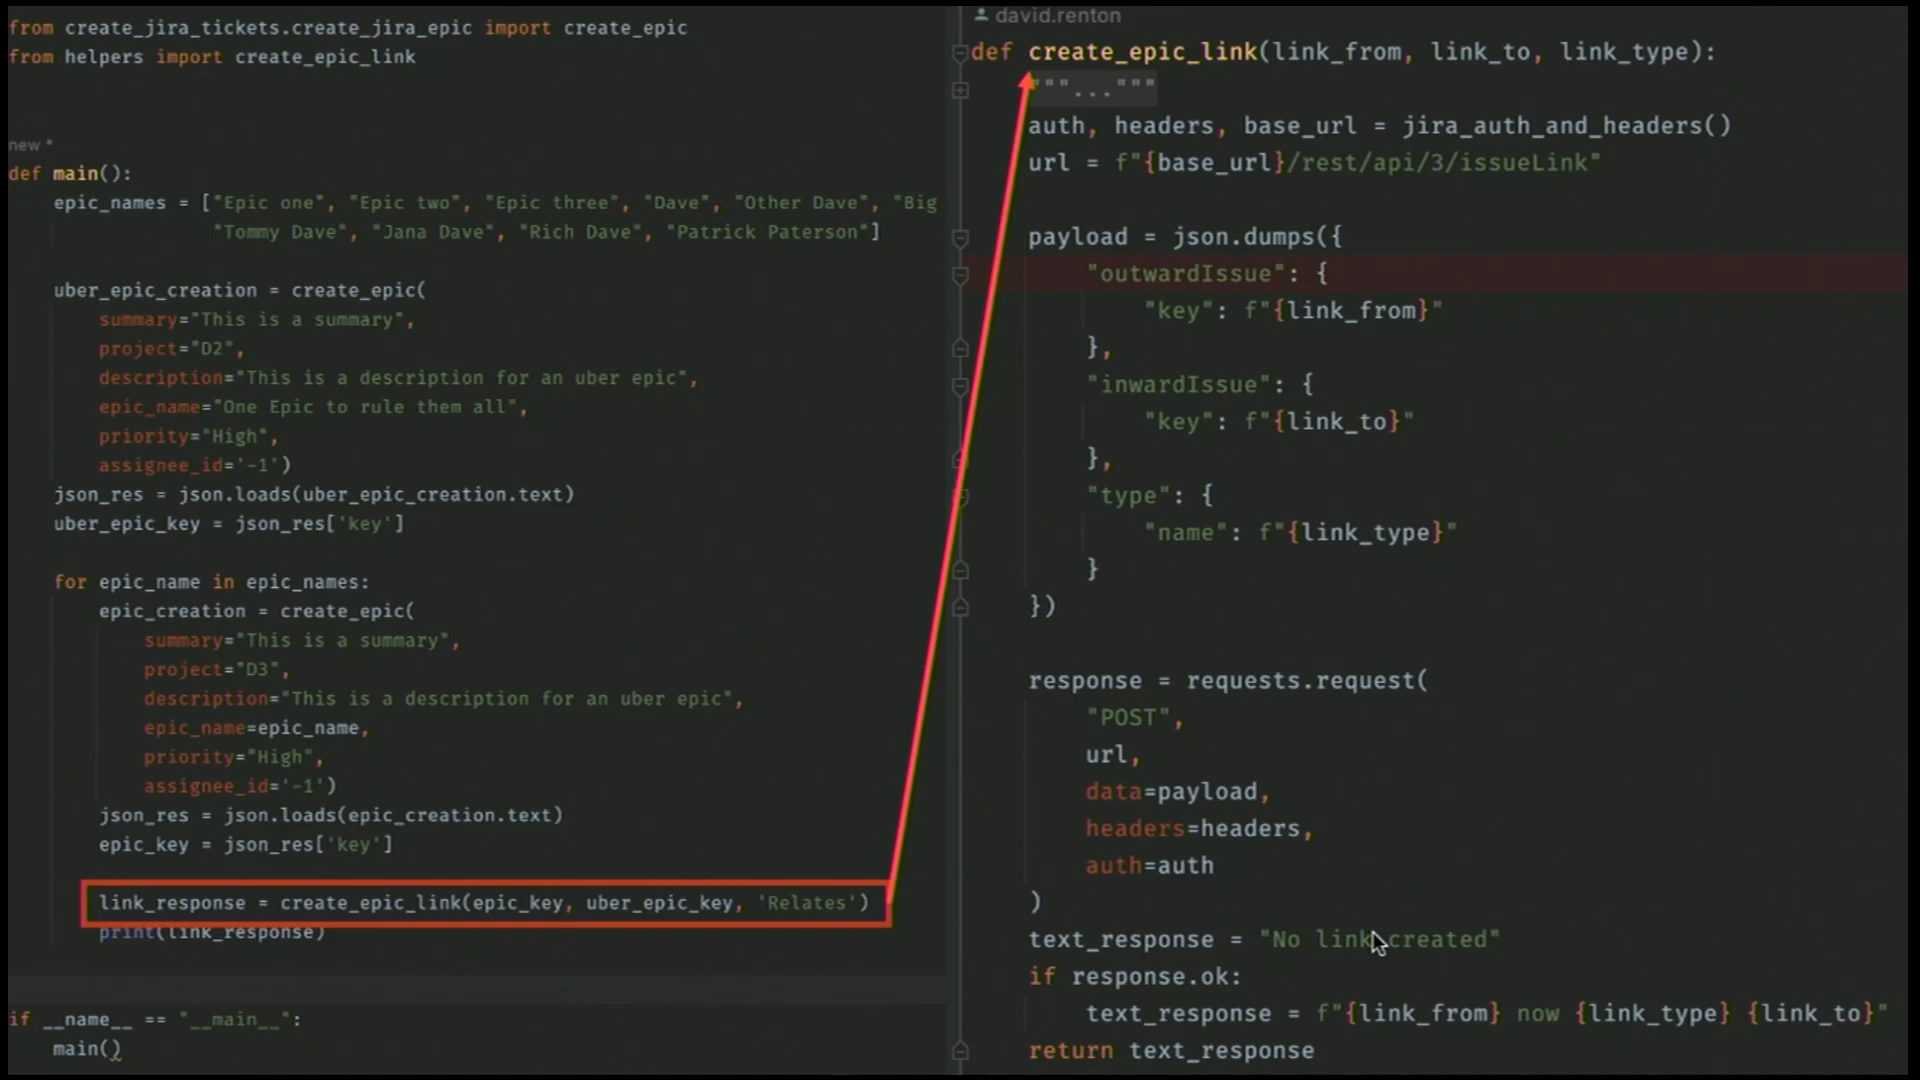 from create_jira_tickets.create_jira_epic import create_epic
from helpers import create_epic_link
new *
def main():
    epic_names = ["Epic one", "Epic two", "Epic three", "Dave", "Other Dave", "Big
                  "Tommy Dave", "Jana Dave", "Rich Dave", "Patrick Paterson"]
    uber_epic_creation = create_epic(
        summary="This is a summary",
        project="D2",
        description="This is a description for an uber epic",
        epic_name="One Epic to rule them all",
        priority="High",
        assignee_id='-1')
    json_res = json.loads(uber_epic_creation.text)
    uber_epic_key = json_res['key']
    for epic_name in epic_names:
        epic_creation = create_epic(
            summary="This is a summary",
            project="D3",
            description="This is a description for an uber epic",
            epic_name=epic_name,
            priority="High",
            assignee_id='-1')
        json_res = json.loads(epic_creation.text)
        epic_key = json_res['key']
        link_response = create_epic_link(epic_key, uber_epic_key, 'Relates')
        print(link_response)
if __name__ == "__main__":
    main()
david.renton
def create_epic_link(link_from, link_to, link_type):
    """..."""
    auth, headers, base_url = jira_auth_and_headers()
    url = f"{base_url}/rest/api/3/issueLink"
    payload = json.dumps({
        "outwardIssue": {
            "key": f"{link_from}"
        },
        "inwardIssue": {
            "key": f"{link_to}"
        },
        "type": {
            "name": f"{link_type}"
        }
    })
    response = requests.request(
        "POST",
        url,
        data=payload,
        headers=headers,
        auth=auth
    )
    text_response = "No link created"
    if response.ok:
        text_response = f"{link_from} now {link_type} {link_to}"
    return text_response